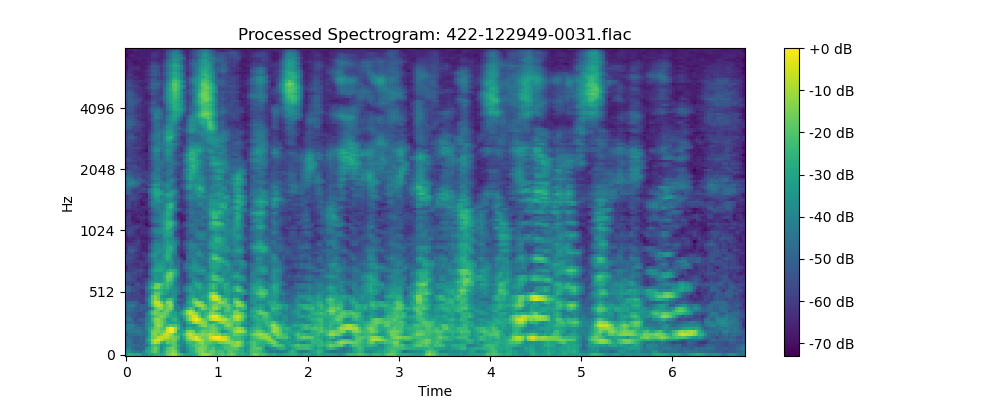 Processed Spectrogram: 422-122949-0031.flac
Hz
4096
2048
1024
512
0
0 1 2 3 4 5 6
Time
+0 dB
-10 dB
-20 dB
-30 dB
-40 dB
-50 dB
-60 dB
-70 dB